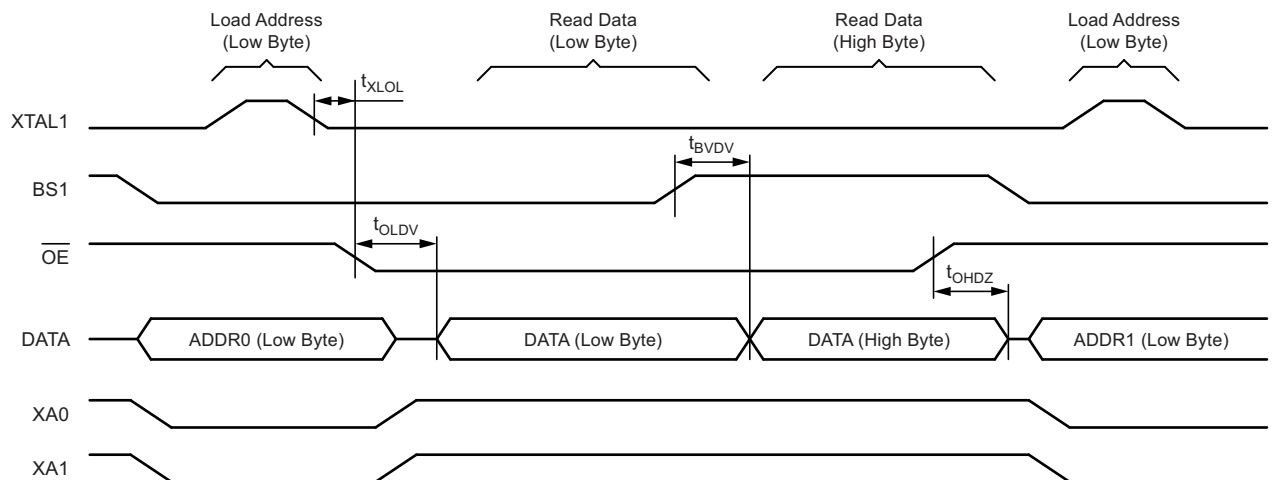 Load Address Read Data Read Data Load Address
(Low Byte) (Low Byte) (High Byte) (Low Byte)
tXLOL
XTAL1
tBVDV
BS1
tOLDV
OE
tOHDZ
DATA ADDR0 (Low Byte) DATA (Low Byte) DATA (High Byte) ADDR1 (Low Byte)
XA0
XA1